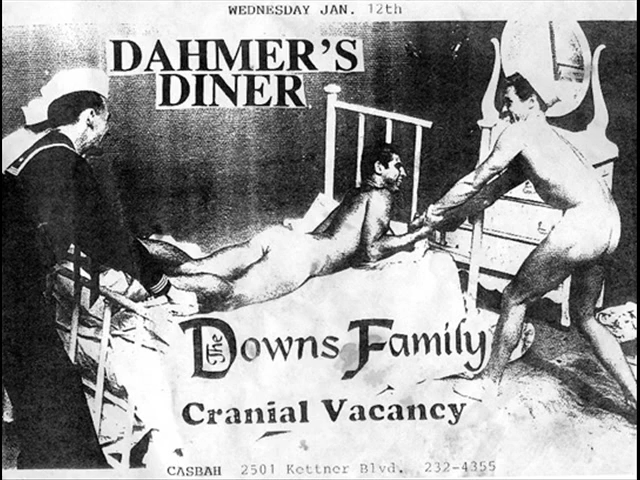 WEDNESDAY JAN. 12th
DAHMER'S
DINER
The Downs Family
Cranial Vacancy
CASBAH 2501 Kettner Blvd. 232-4355